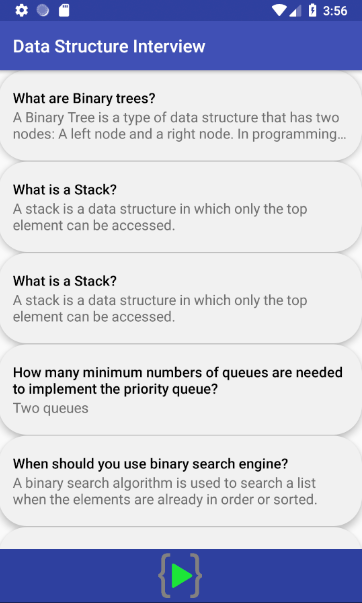 3:56
Data Structure Interview
What are Binary trees?
A Binary Tree is a type of data structure that has two
nodes: A left node and a right node. In programming...
What is a Stack?
A stack is a data structure in which only the top
element can be accessed.
What is a Stack?
A stack is a data structure in which only the top
element can be accessed.
How many minimum numbers of queues are needed
to implement the priority queue?
Two queues
When should you use binary search engine?
A binary search algorithm is used to search a list
when the elements are already in order or sorted.